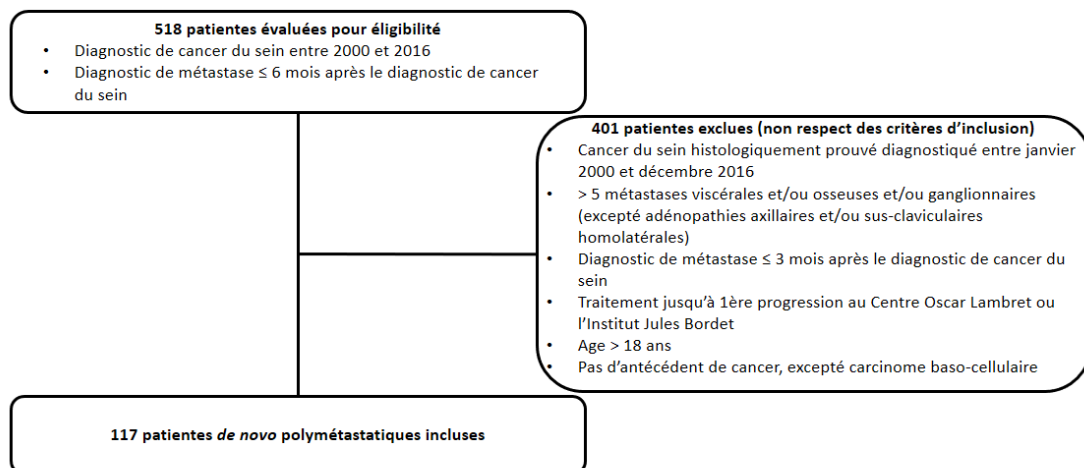 518 patientes évaluées pour éligibilité
• Diagnostic de cancer du sein entre 2000 et 2016
• Diagnostic de métastase ≤ 6 mois après le diagnostic de cancer
du sein
401 patientes exclues (non respect des critères d'inclusion)
• Cancer du sein histologiquement prouvé diagnostiqué entre janvier
2000 et décembre 2016
• > 5 métastases viscérales et/ou osseuses et/ou ganglionnaires
(excepté adénopathies axillaires et/ou sus-claviculaires
homolatérales)
• Diagnostic de métastase ≤ 3 mois après le diagnostic de cancer du
sein
• Traitement jusqu'à 1ère progression au Centre Oscar Lambret ou
l'Institut Jules Bordet
• Age > 18 ans
• Pas d'antécédent de cancer, excepté carcinome baso-cellulaire
117 patientes de novo polymétastatiques incluses